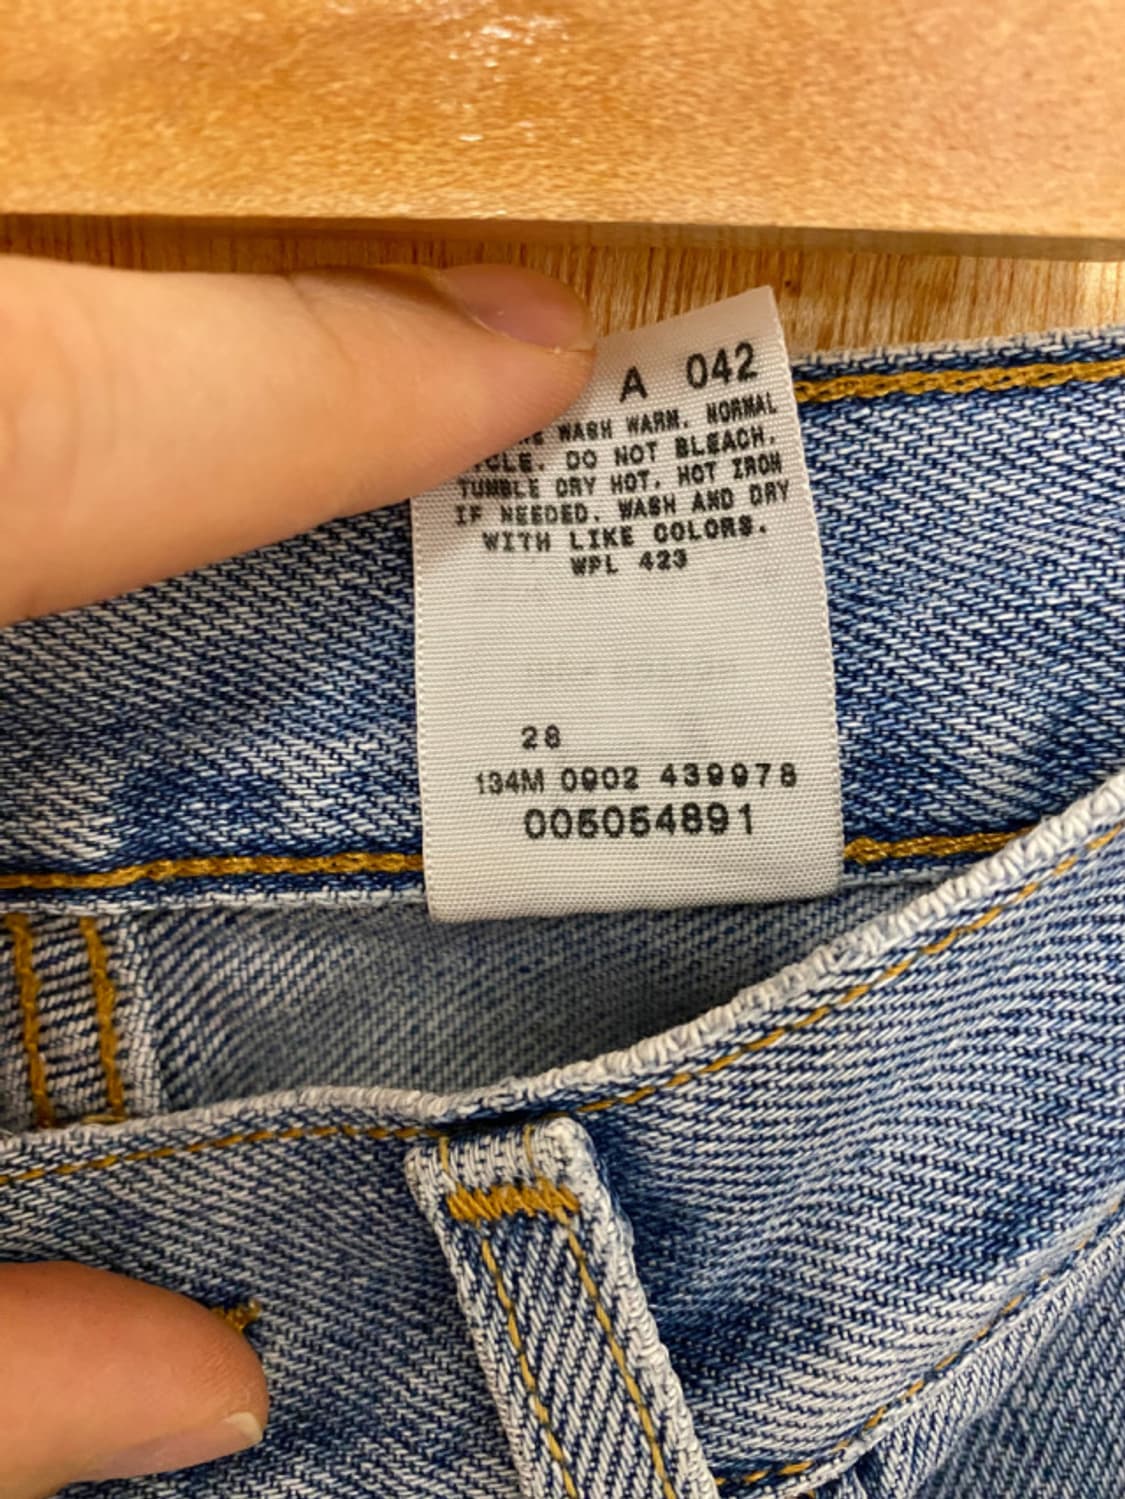 A 042
WASH WARM. NORMAL
CLE. DO NOT BLEACH.
TUMBLE DRY HOT. HOT IRON
IF NEEDED. WASH AND DRY
WITH LIKE COLORS.
WPL 423
28
134M 0902 439978
005054891